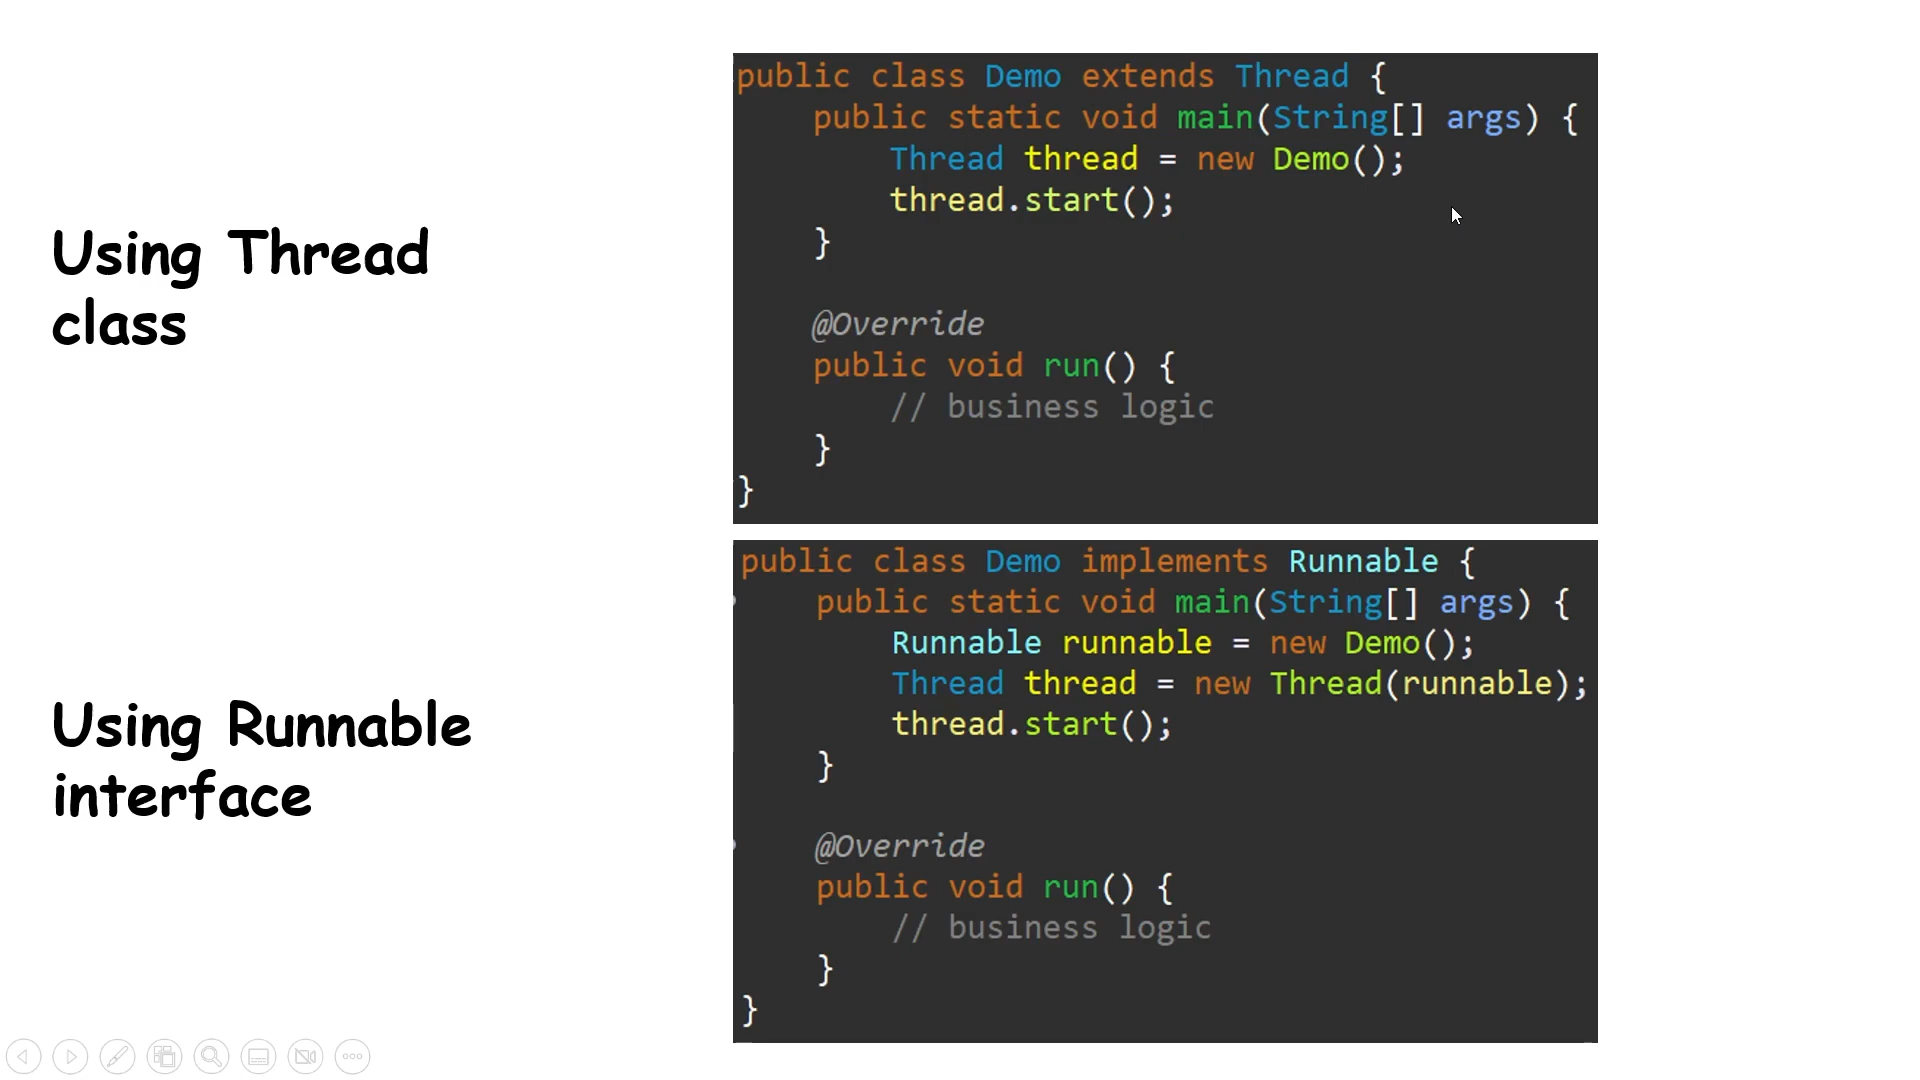 Using Thread
class
public class Demo extends Thread {
    public static void main(String[] args) {
        Thread thread = new Demo();
        thread.start();
    }

    @Override
    public void run() {
        // business logic
    }
}
Using Runnable
interface
public class Demo implements Runnable {
    public static void main(String[] args) {
        Runnable runnable = new Demo();
        Thread thread = new Thread(runnable);
        thread.start();
    }

    @Override
    public void run() {
        // business logic
    }
}